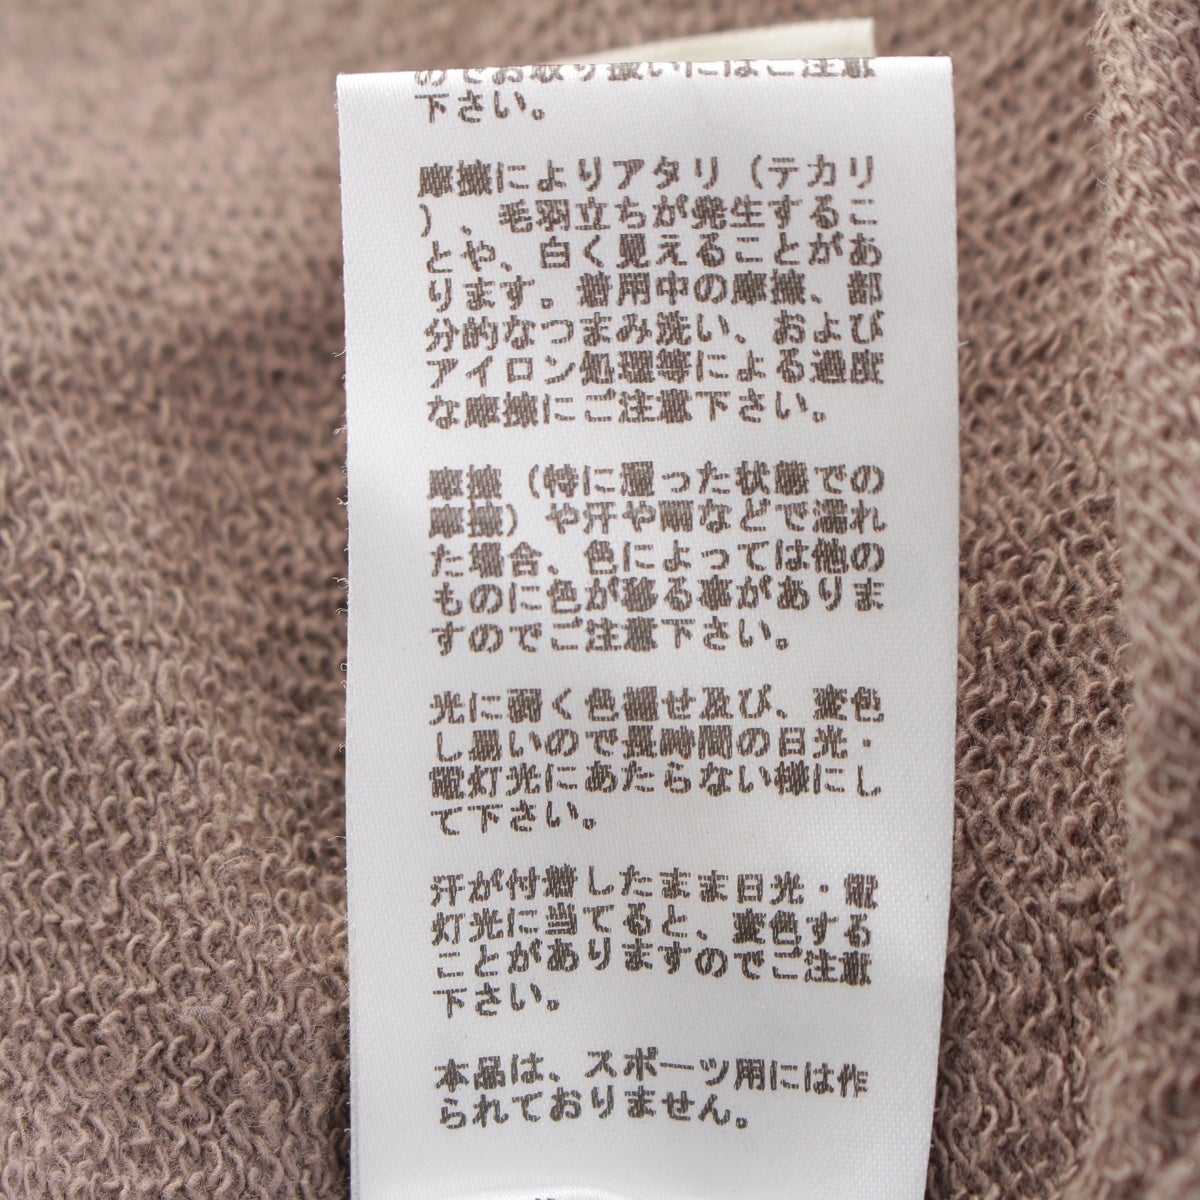 のでお取り扱いにはご注意
下さい。
摩擦によりアタリ（テカリ
）、毛羽立ちが発生するこ
とや、白く見えることがあ
ります。着用中の摩擦、部
分的なつまみ洗い、および
アイロン処理等による過度
な摩擦にご注意下さい。
摩擦（特に湿った状態での
摩擦）や汗や雨などで濡れ
た場合、色によっては他の
ものに色が移る事がありま
すのでご注意下さい。
光に弱く色褪せ及び、変色
し易いので長時間の日光・
電灯光にあたらない様にし
て下さい。
汗が付着したまま日光・電
灯光に当てると、変色する
ことがありますのでご注意
下さい。
本品は、スポーツ用には作
られておりません。